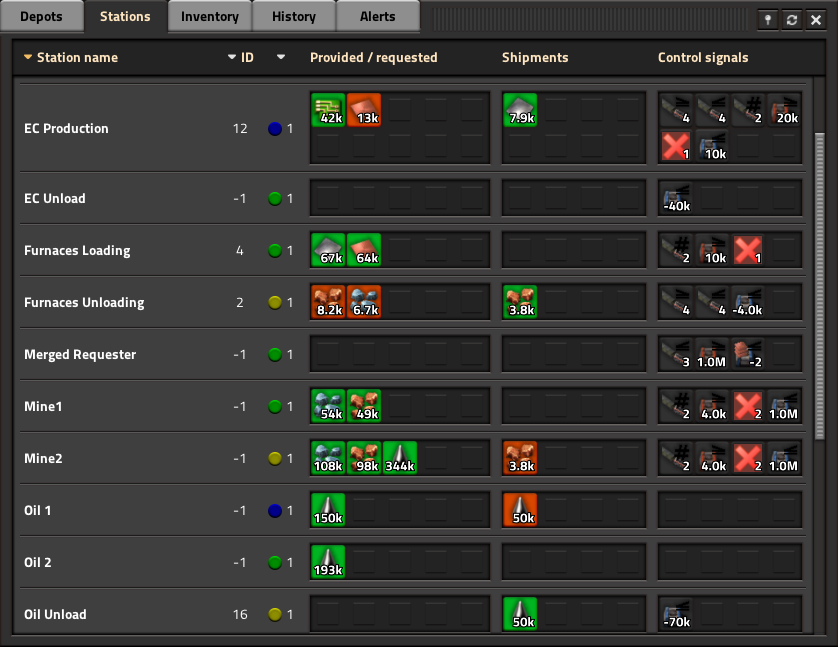 Depots Stations Inventory History Alerts
Station name ID Provided / requested Shipments Control signals
EC Production 12 1 42k 13k 7.9k 4 4 2 20k
1 10k
EC Unload -1 1 -40k
Furnaces Loading 4 1 67k 64k 2 10k 1
Furnaces Unloading 2 1 8.2k 6.7k 3.8k 4 4 -4.0k
Merged Requester -1 1 3 1.0M -2
Mine1 -1 1 54k 49k 2 4.0k 2 1.0M
Mine2 -1 1 108k 98k 344k 3.8k 2 4.0k 2 1.0M
Oil 1 -1 1 150k 50k
Oil 2 -1 1 193k
Oil Unload 16 1 50k -70k